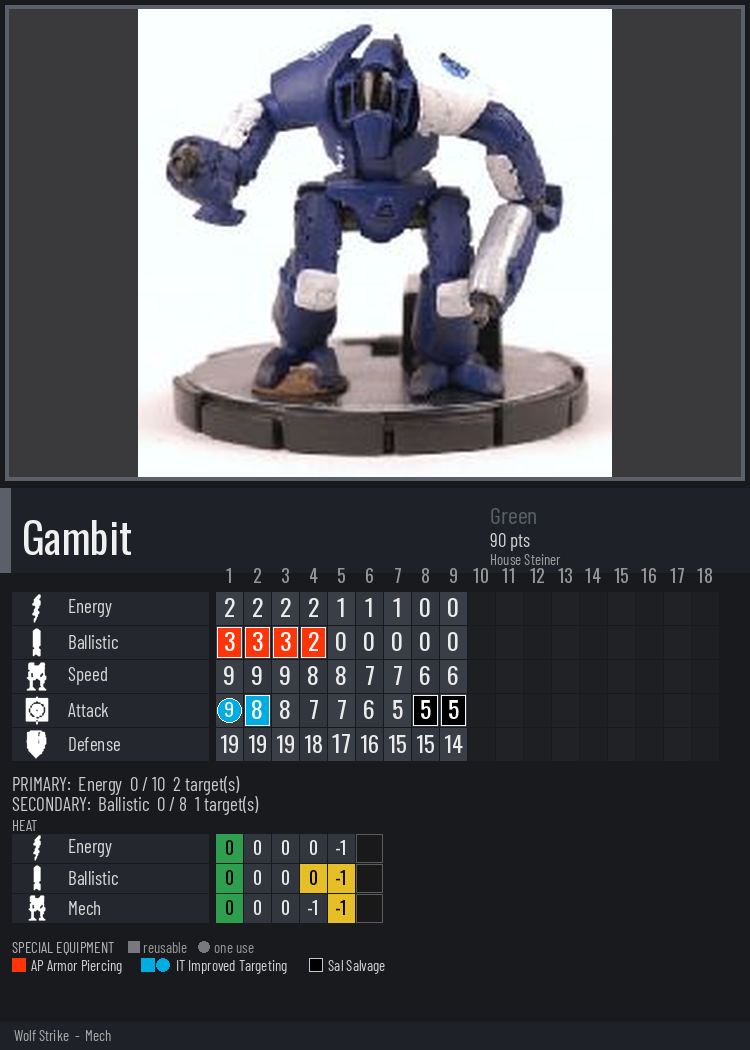 Gambit
Green
90 pts
House Steiner
1 2 3 4 5 6 7 8 9 10 11 12 13 14 15 16 17 18
Energy 2 2 2 2 1 1 1 0 0
Ballistic 3 3 3 2 0 0 0 0 0
Speed 9 9 9 8 8 7 7 6 6
Attack 9 8 8 7 7 6 5 5 5
Defense 19 19 19 18 17 16 15 15 14
PRIMARY: Energy 0 / 10 2 target(s)
SECONDARY: Ballistic 0 / 8 1 target(s)
HEAT
Energy 0 0 0 0 -1
Ballistic 0 0 0 0 -1
Mech 0 0 0 -1 -1
SPECIAL EQUIPMENT reusable one use
AP Armor Piercing IT Improved Targeting Sal Salvage
Wolf Strike - Mech